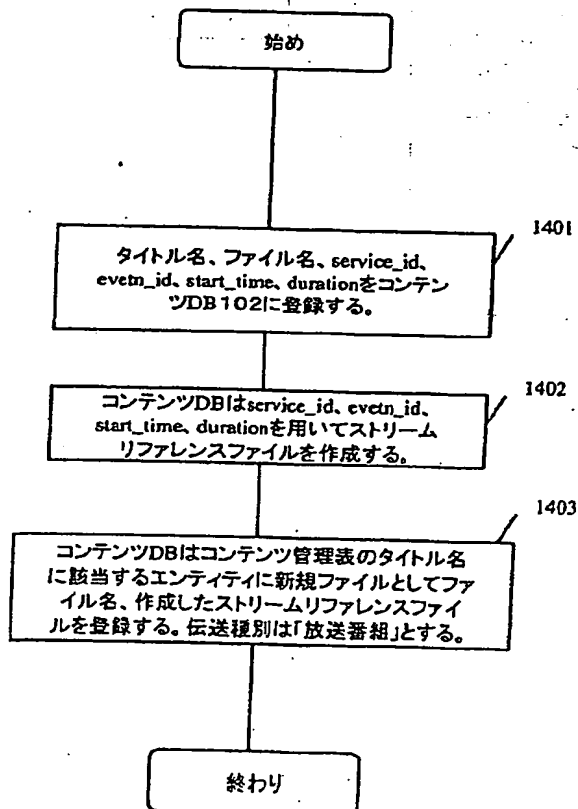 始め
1401
タイトル名、ファイル名、service_id、
evetn_id、start_time、durationをコンテン
ツDB102に登録する。
1402
コンテンツDBはservice_id、evetn_id、
start_time、durationを用いてストリーム
リファレンスファイルを作成する。
1403
コンテンツDBはコンテンツ管理表のタイトル名
に該当するエンティティに新規ファイルとしてファ
イル名、作成したストリームリファレンスファイ
ルを登録する。伝送種別は「放送番組」とする。
終わり